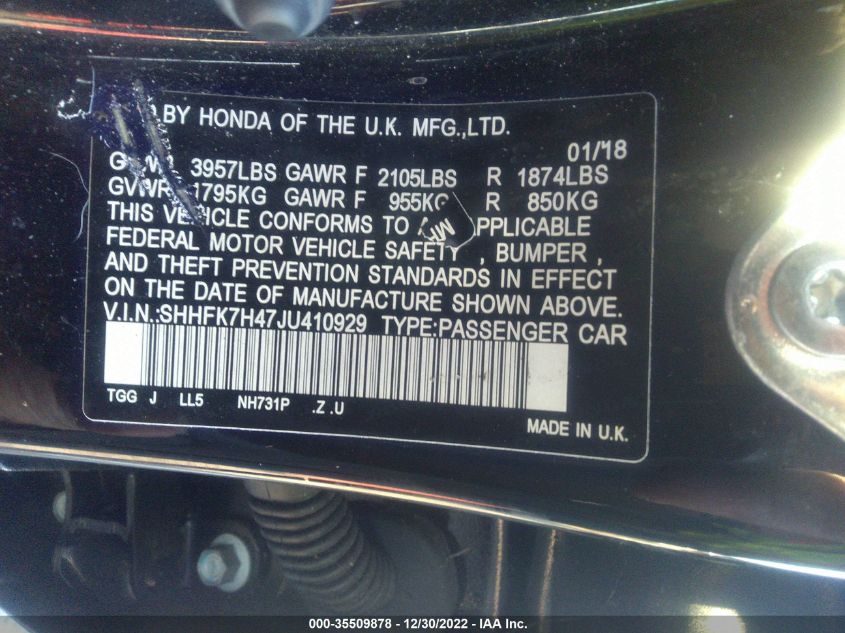 BY HONDA OF THE U.K. MFG.,LTD.
01/18
3957LBS GAWR F 2105LBS R 1874LBS
GVWR 1795KG GAWR F 955KG R 850KG
THIS VEHICLE CONFORMS TO PPLICABLE
FEDERAL MOTOR VEHICLE SAFETY , BUMPER ,
AND THEFT PREVENTION STANDARDS IN EFFECT
ON THE DATE OF MANUFACTURE SHOWN ABOVE.
V.I.N.:SHHFK7H47JU410929 TYPE:PASSENGER CAR
TGG J LL5 NH731P .Z .U
MADE IN U.K.
000-35509878 - 12/30/2022 - IAA Inc.